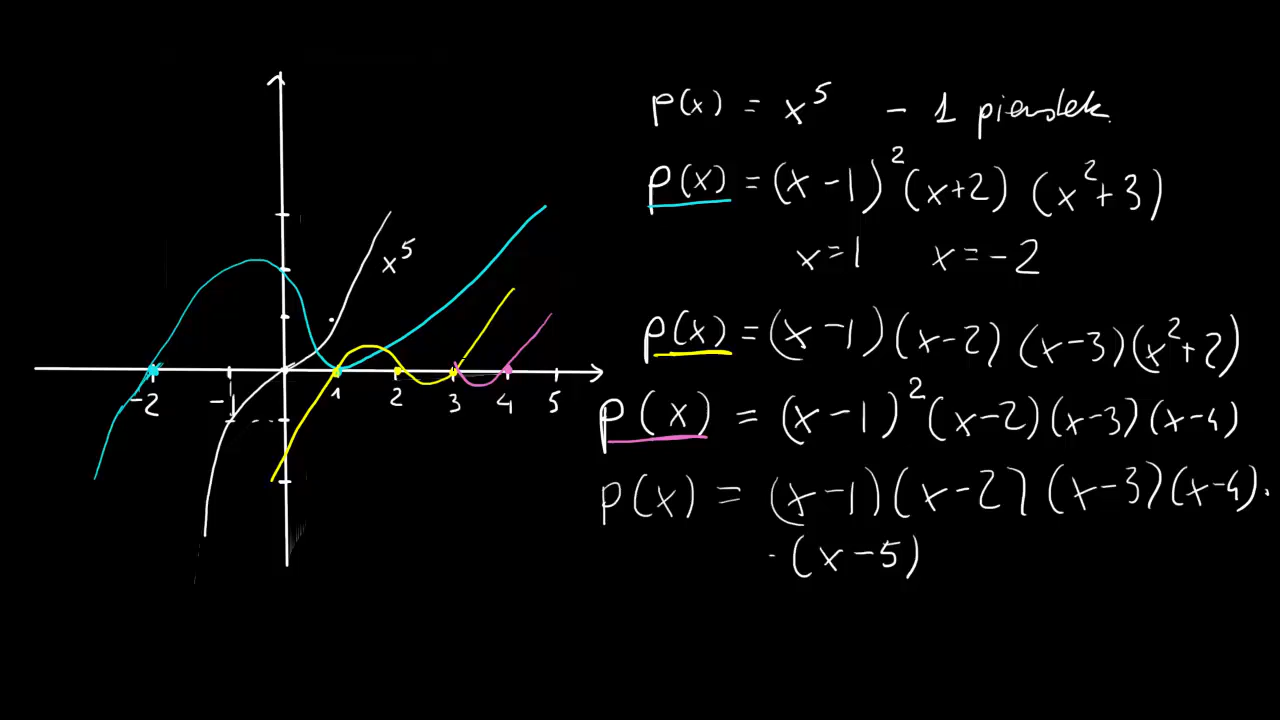 p(x) = x⁵ - 1 pierwiastek.
p(x) = (x-1)²(x+2) (x²+3)
x=1 x=-2
p(x) = (x-1)(x-2)(x-3)(x²+2)
p(x) = (x-1)²(x-2)(x-3)(x-4)
p(x) = (x-1)(x-2)(x-3)(x-4).
·(x-5)
x⁵
-2 -1 1 2 3 4 5